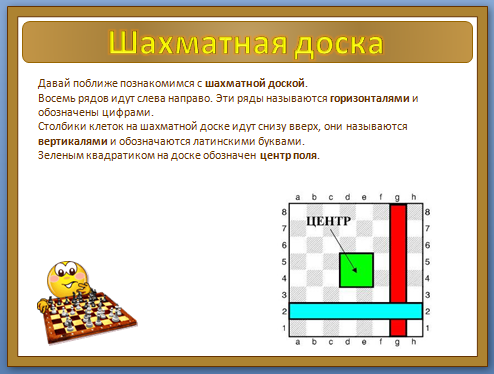 Шахматная доска
Давай поближе познакомимся с шахматной доской.
Восемь рядов идут слева направо. Эти ряды называются горизонталями и
обозначены цифрами.
Столбики клеток на шахматной доске идут снизу вверх, они называются
вертикалями и обозначаются латинскими буквами.
Зеленым квадратиком на доске обозначен центр поля.
a b c d e f g h
8 8
7 ЦЕНТР 7
6 6
5 5
4 4
3 3
2 2
1 1
a b c d e f g h